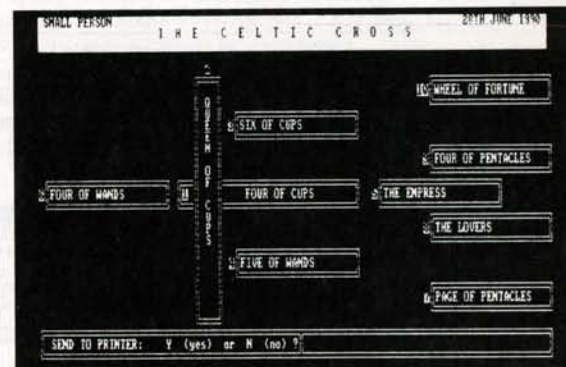 SMALL PERSON
20TH JUNE 1990
THE CELTIC CROSS
WHEEL OF FORTUNE
QUEEN OF CUPS
SIX OF CUPS
FOUR OF PENTACLES
FOUR OF WANDS
FOUR OF CUPS
THE EMPRESS
THE LOVERS
FIVE OF WANDS
PAGE OF PENTACLES
SEND TO PRINTER: Y (yes) or N (no) ?